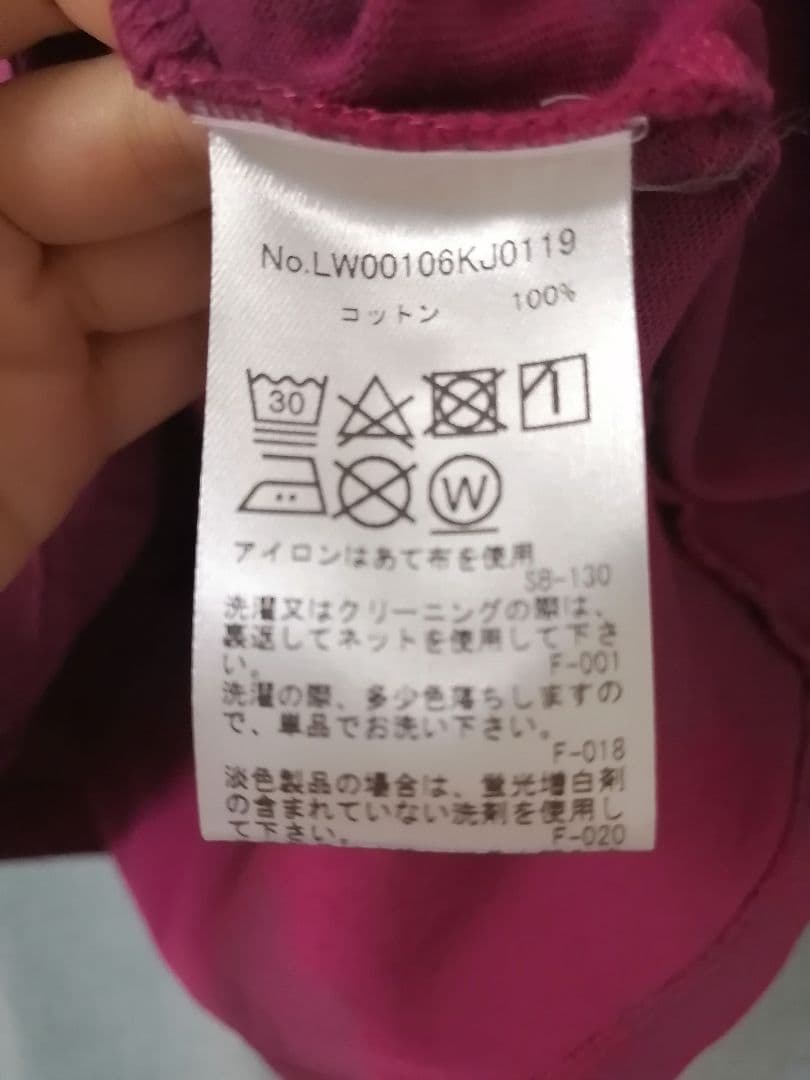 No.LW00106KJ0119
コットン 100%
30
W
アイロンはあて布を使用
SB-130
洗濯又はクリーニングの際は、
裏返してネットを使用して下さ
い。 F-001
洗濯の際、多少色落ちしますの
で、単品でお洗い下さい。
F-018
淡色製品の場合は、蛍光増白剤
の含まれていない洗剤を使用し
て下さい。 F-020